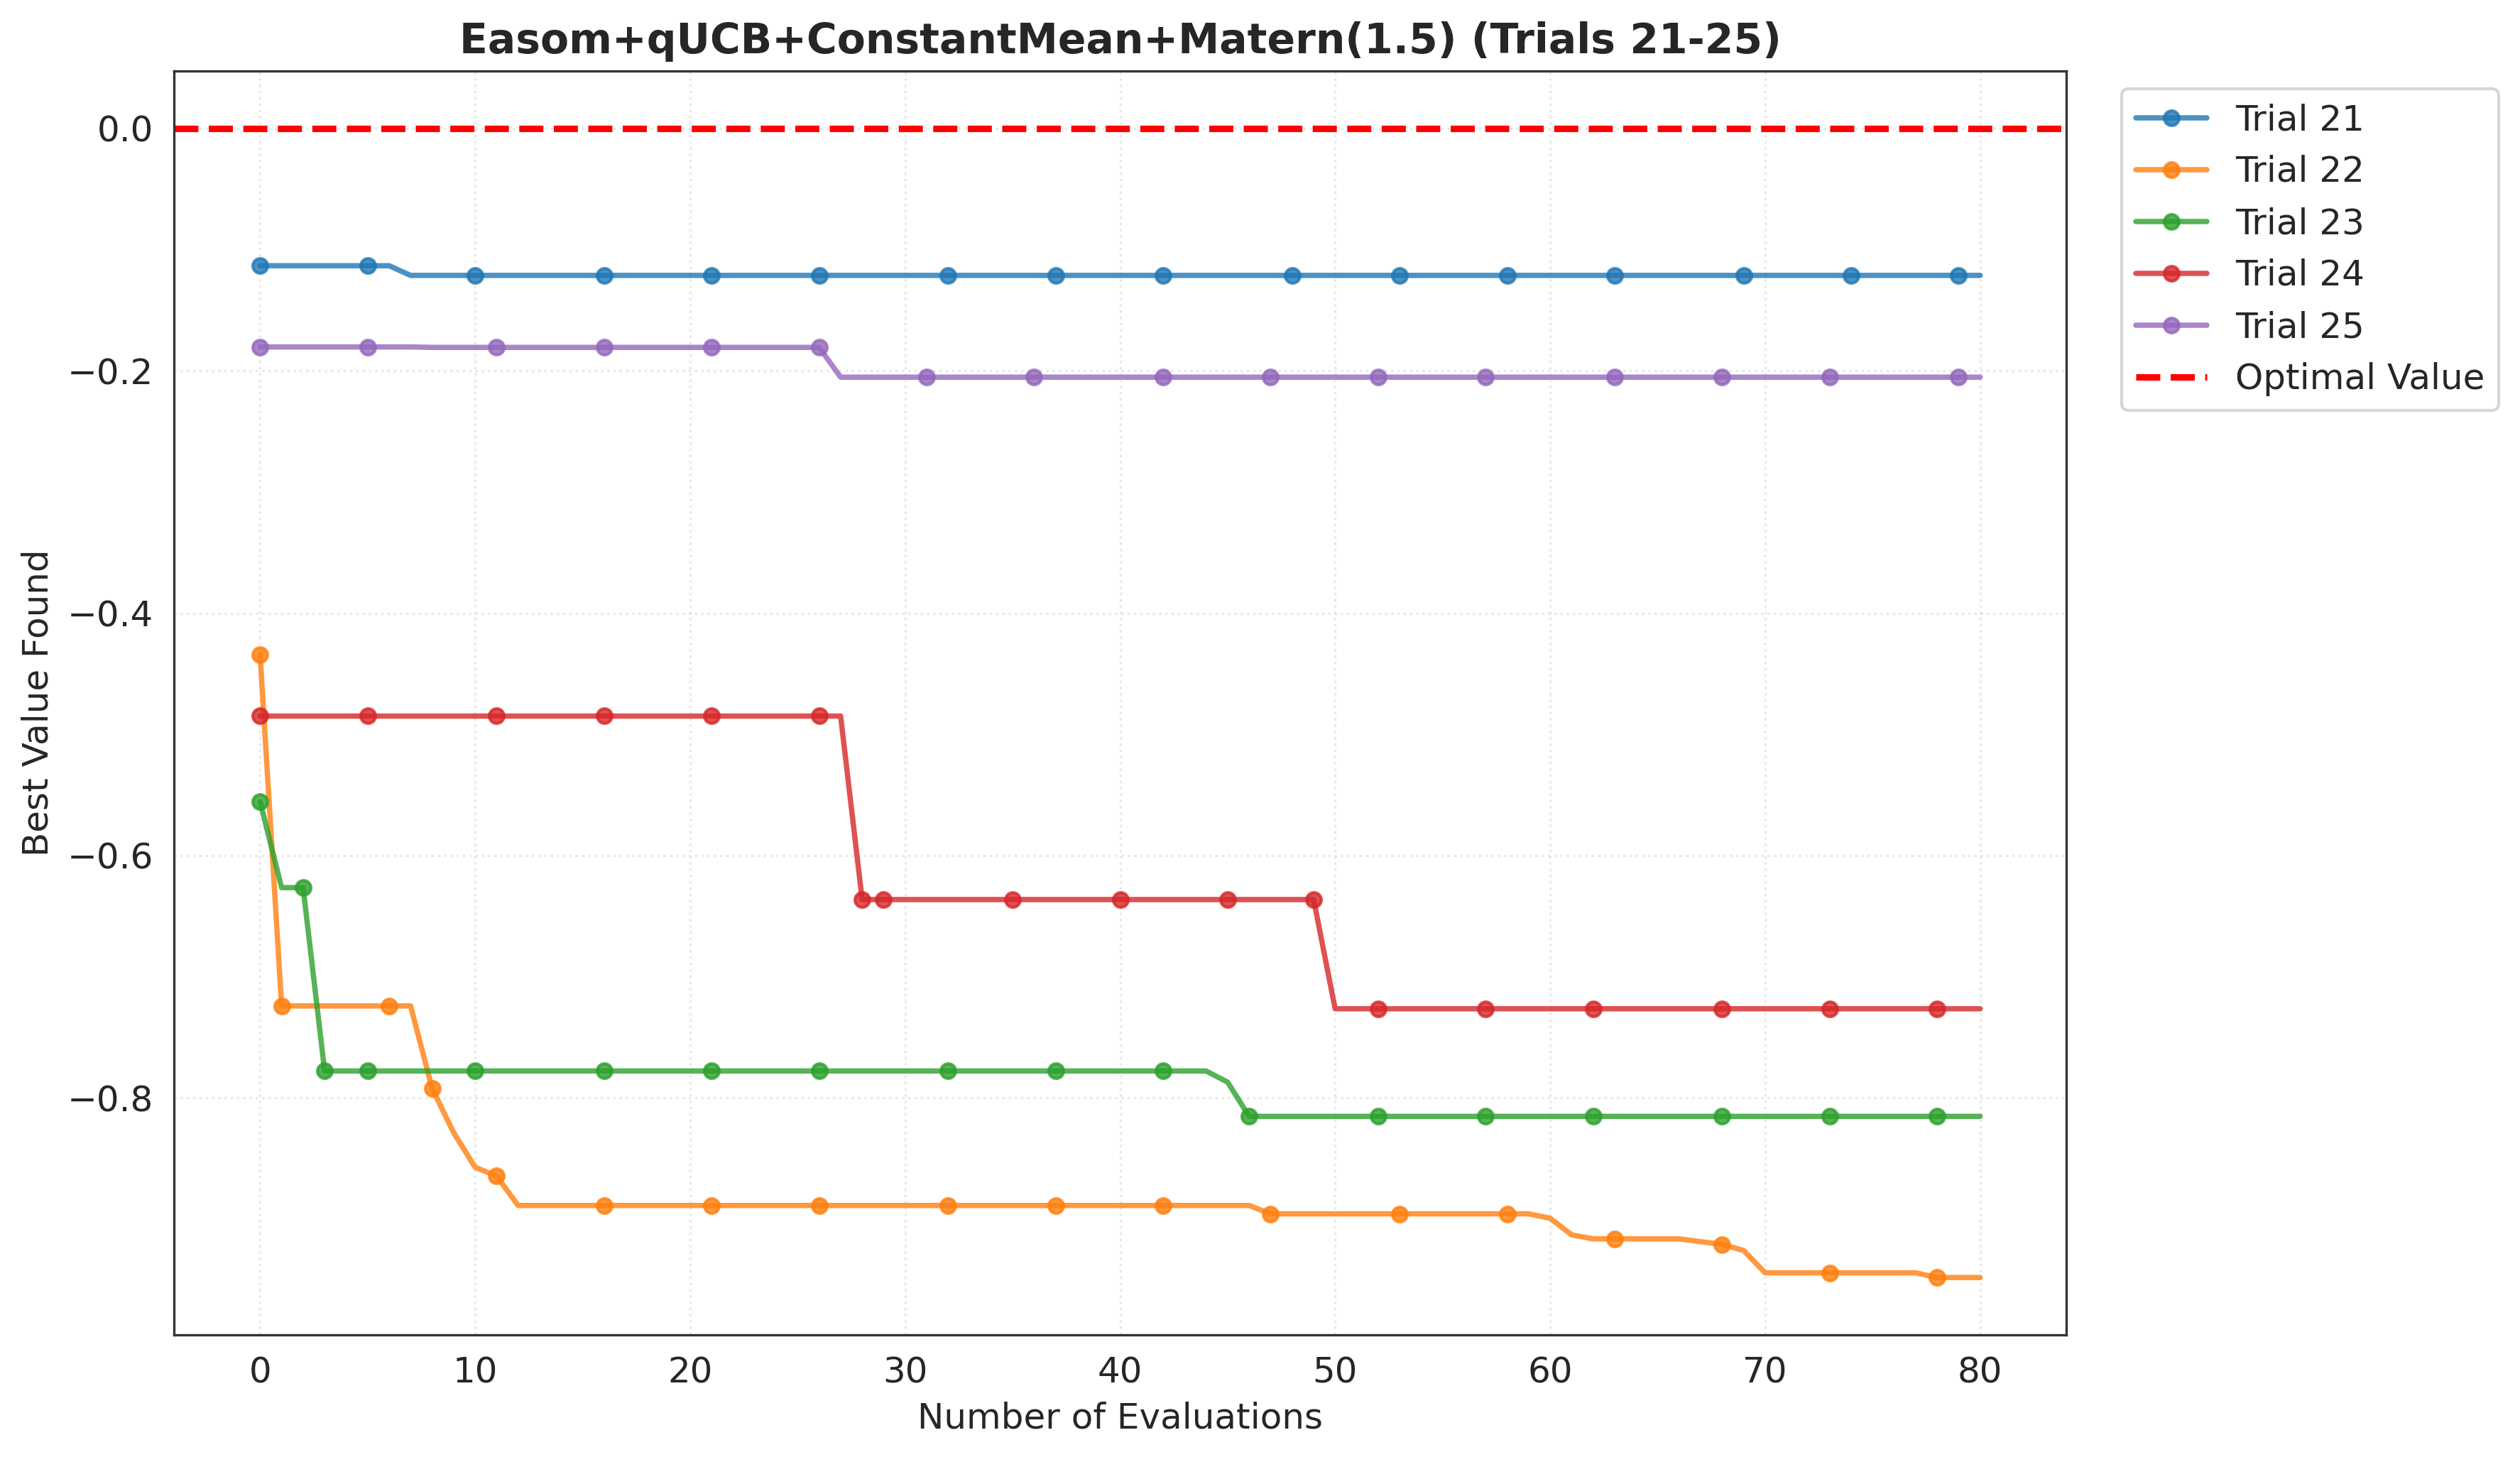 Easom+qUCB+ConstantMean+Matern(1.5) (Trials 21-25)
Trial 21
Trial 22
Trial 23
Trial 24
Trial 25
Optimal Value
Best Value Found
0.0
−0.2
−0.4
−0.6
−0.8
0 10 20 30 40 50 60 70 80
Number of Evaluations